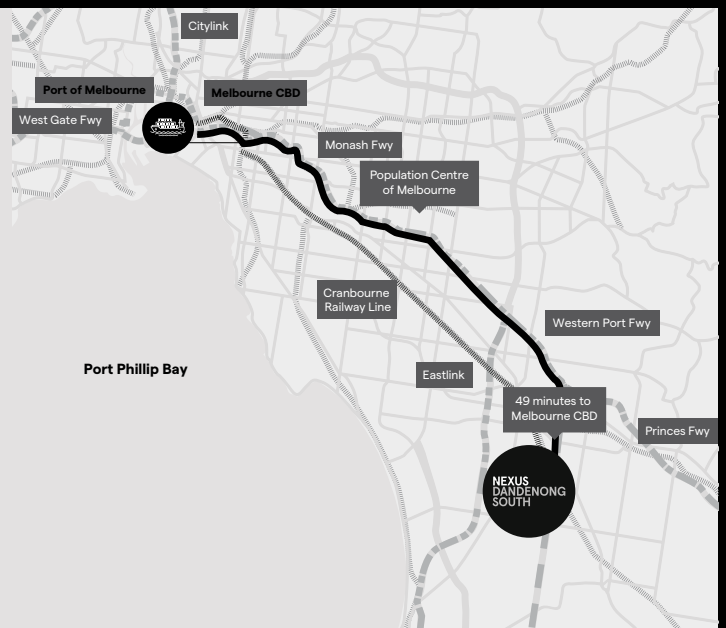 Citylink
Port of Melbourne
Melbourne CBD
West Gate Fwy
Monash Fwy
Population Centre
of Melbourne
Cranbourne
Railway Line
Western Port Fwy
Port Phillip Bay
Eastlink
49 minutes to
Melbourne CBD
Princes Fwy
NEXUS
DANDENONG
SOUTH